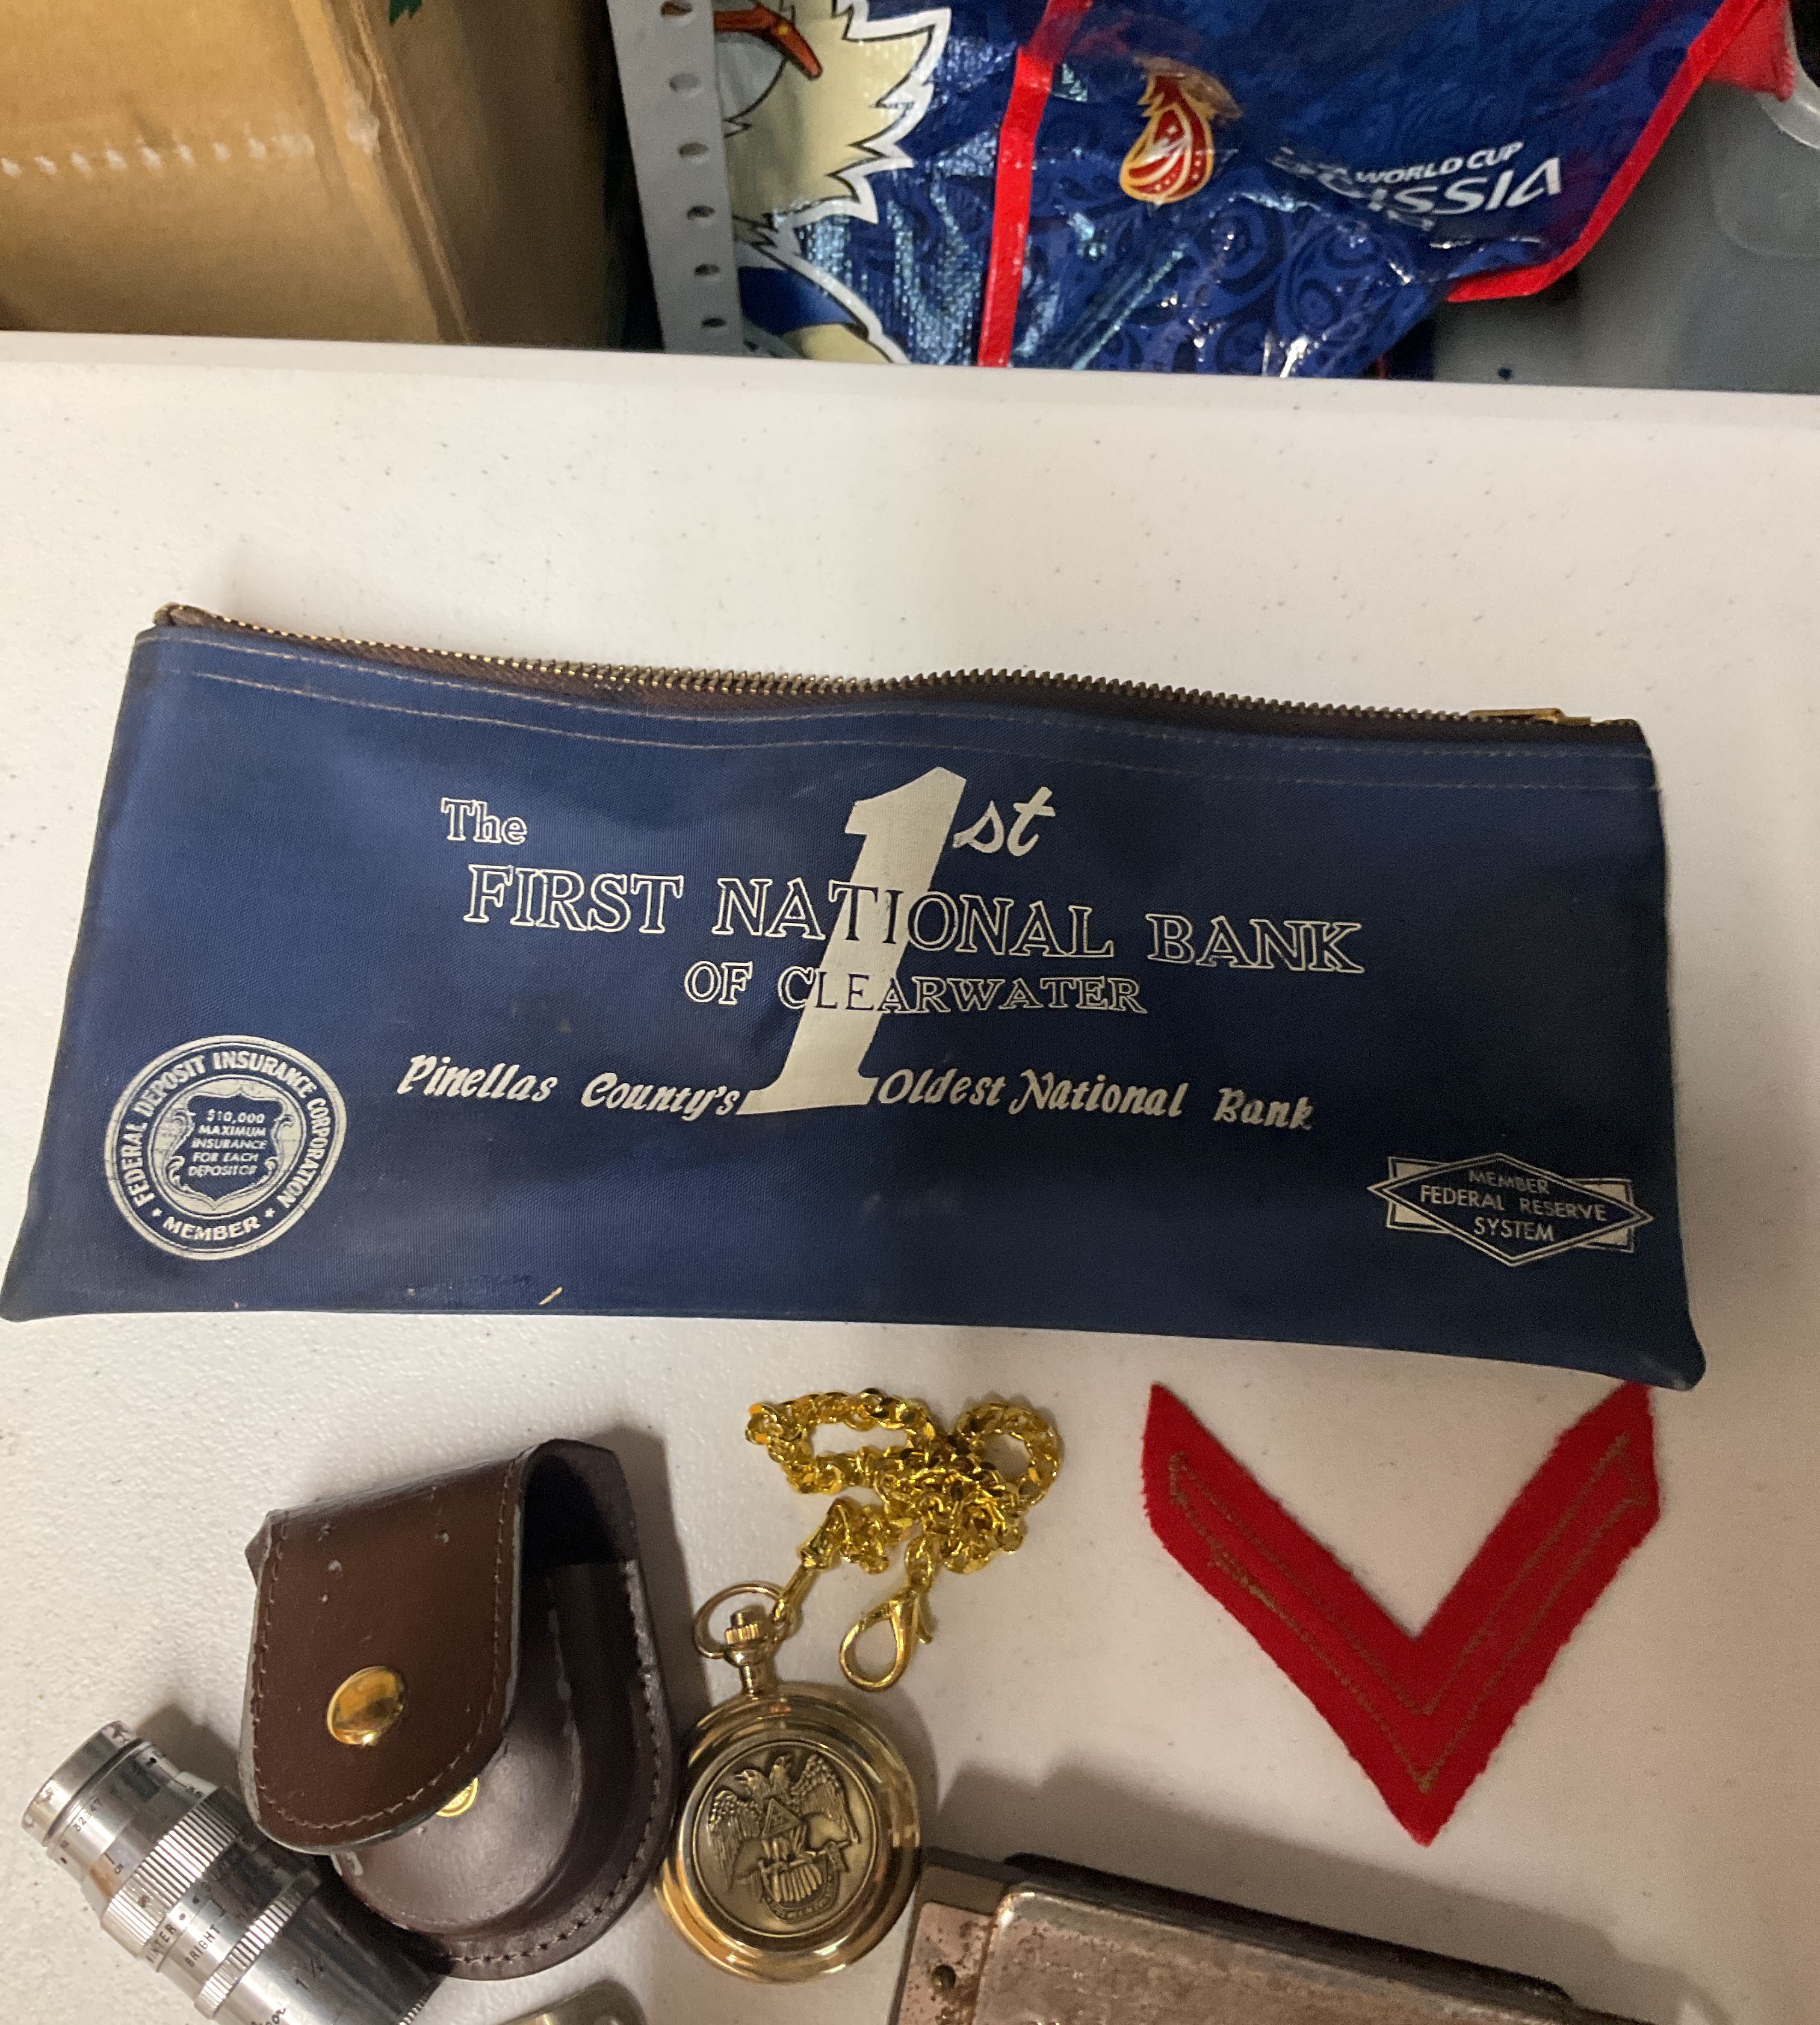 WORLD CUP
The
1st
FIRST NATIONAL BANK
OF CLEARWATER
Pinellas County's Oldest National Bank
FEDERAL DEPOSIT INSURANCE CORPORATION
$10,000
MAXIMUM
INSURANCE
FOR EACH
DEPOSITOR
* MEMBER *
MEMBER
FEDERAL RESERVE
SYSTEM
BRIGHT